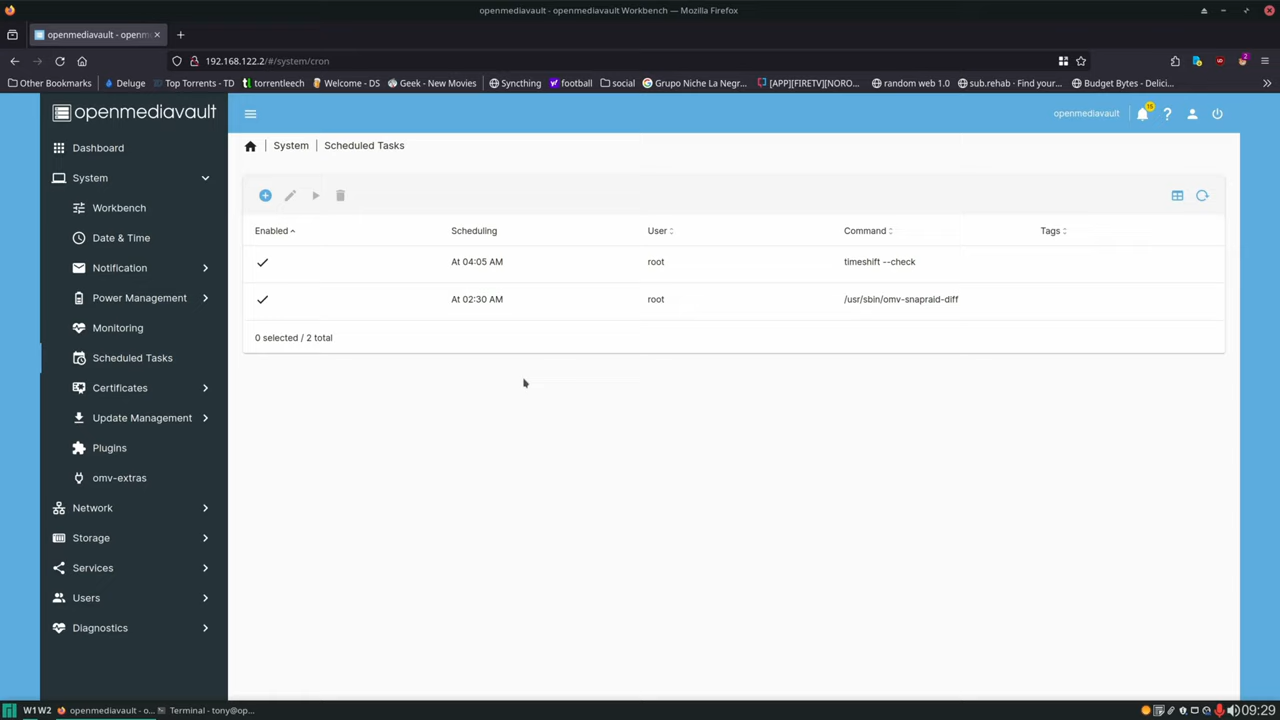 openmediavault - openmediavault Workbench — Mozilla Firefox
openmediavault - openm
192.168.122.2/#/system/cron
Other Bookmarks
Deluge
Top Torrents - TD
torrentleech
Welcome - DS
Geek - New Movies
Syncthing
football
social
Grupo Niche La Negr...
[APP][FIRETV][NORO...
random web 1.0
sub.rehab - Find your...
Budget Bytes - Delici...
openmediavault
openmediavault
15
?
Dashboard
System
Workbench
Date & Time
Notification
Power Management
Monitoring
Scheduled Tasks
Certificates
Update Management
Plugins
omv-extras
Network
Storage
Services
Users
Diagnostics
System | Scheduled Tasks
Enabled Scheduling User Command Tags
At 04:05 AM root timeshift --check
At 02:30 AM root /usr/sbin/omv-snapraid-diff
0 selected / 2 total
W1W2 openmediavault - o... Terminal - tony@op... 09:29